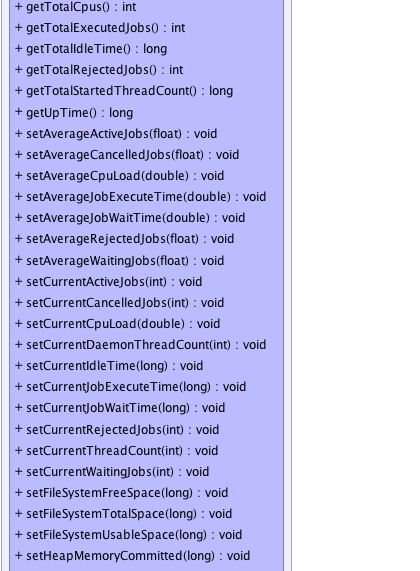 + getTotalCpus() : int
+ getTotalExecutedJobs() : int
+ getTotalIdleTime() : long
+ getTotalRejectedJobs() : int
+ getTotalStartedThreadCount() : long
+ getUpTime() : long
+ setAverageActiveJobs(float) : void
+ setAverageCancelledJobs(float) : void
+ setAverageCpuLoad(double) : void
+ setAverageJobExecuteTime(double) : void
+ setAverageJobWaitTime(double) : void
+ setAverageRejectedJobs(float) : void
+ setAverageWaitingJobs(float) : void
+ setCurrentActiveJobs(int) : void
+ setCurrentCancelledJobs(int) : void
+ setCurrentCpuLoad(double) : void
+ setCurrentDaemonThreadCount(int) : void
+ setCurrentIdleTime(long) : void
+ setCurrentJobExecuteTime(long) : void
+ setCurrentJobWaitTime(long) : void
+ setCurrentRejectedJobs(int) : void
+ setCurrentThreadCount(int) : void
+ setCurrentWaitingJobs(int) : void
+ setFileSystemFreeSpace(long) : void
+ setFileSystemTotalSpace(long) : void
+ setFileSystemUsableSpace(long) : void
+ setHeapMemoryCommitted(long) : void